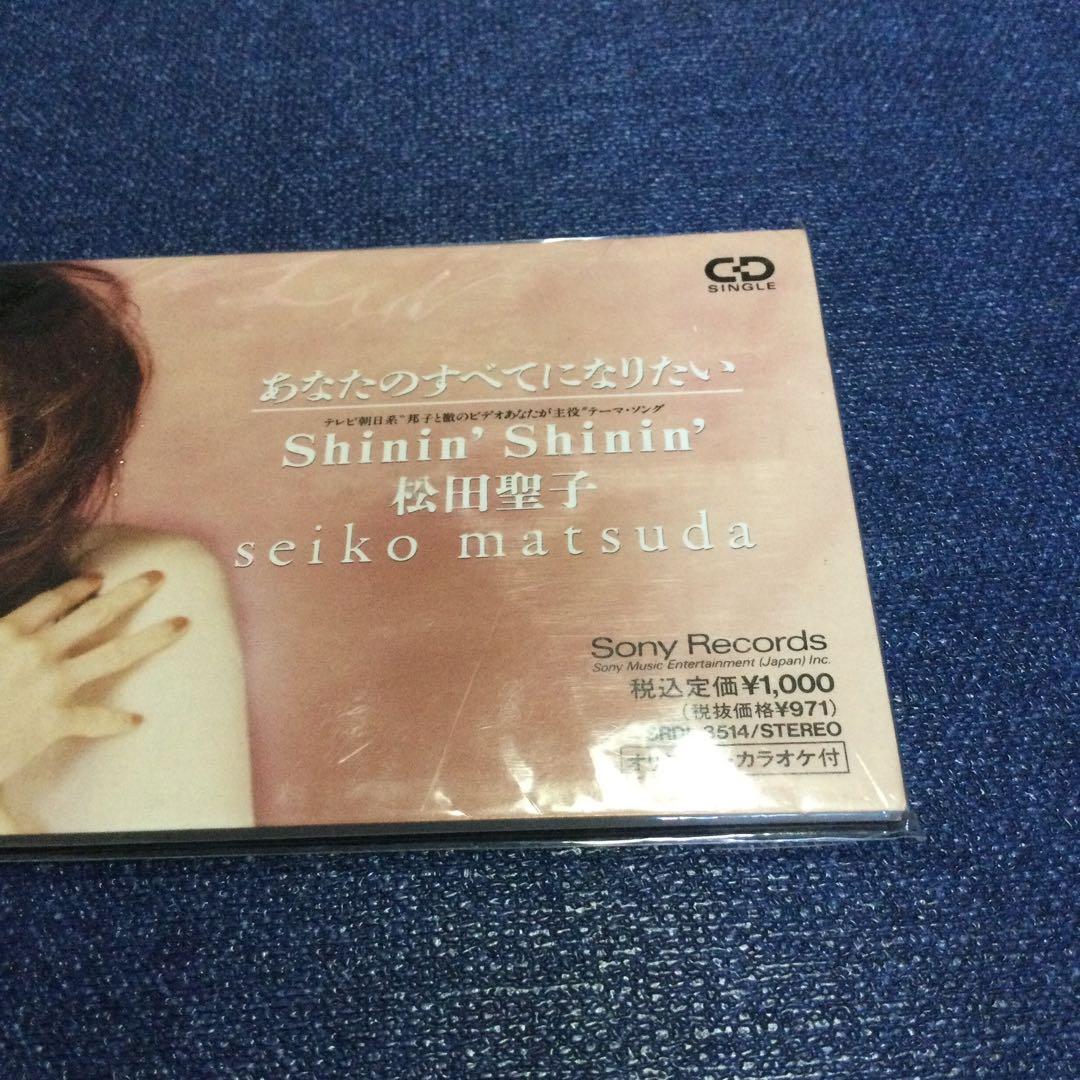 CD
SINGLE
あなたのすべてになりたい
テレビ朝日系“邦子と徹のビデオあなたが主役”テーマ・ソング
Shinin’ Shinin’
松田聖子
seiko matsuda
Sony Records
Sony Music Entertainment (Japan) Inc.
税込定価¥1,000
(税抜価格¥971)
3514/STEREO
カラオケ付